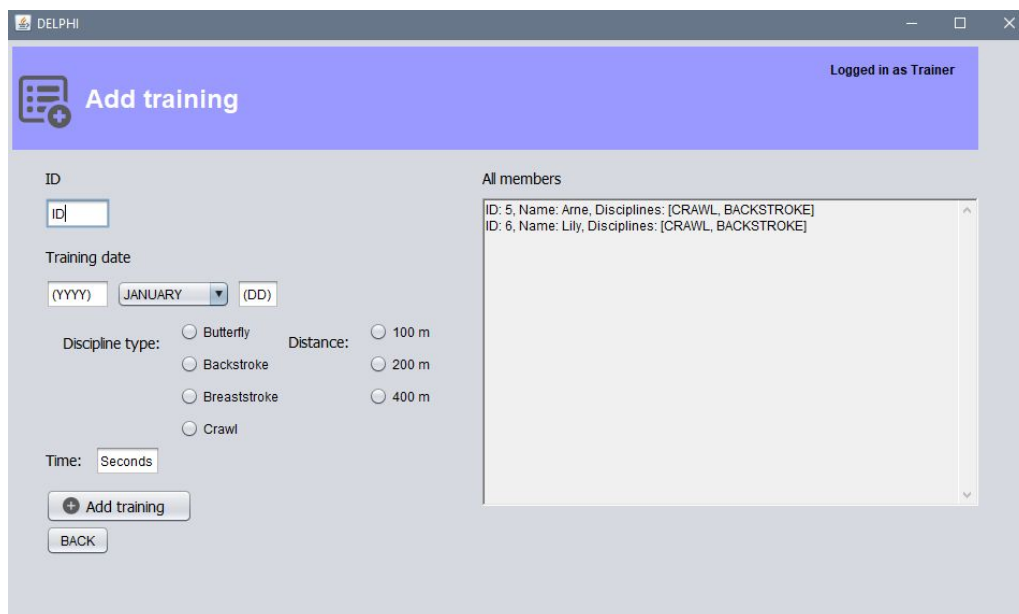 DELPHI
Logged in as Trainer
Add training
ID
ID
Training date
(YYYY) JANUARY (DD)
Discipline type:
Butterfly
Backstroke
Breaststroke
Crawl
Distance:
100 m
200 m
400 m
Time: Seconds
Add training
BACK
All members
ID: 5, Name: Arne, Disciplines: [CRAWL, BACKSTROKE]
ID: 6, Name: Lily, Disciplines: [CRAWL, BACKSTROKE]